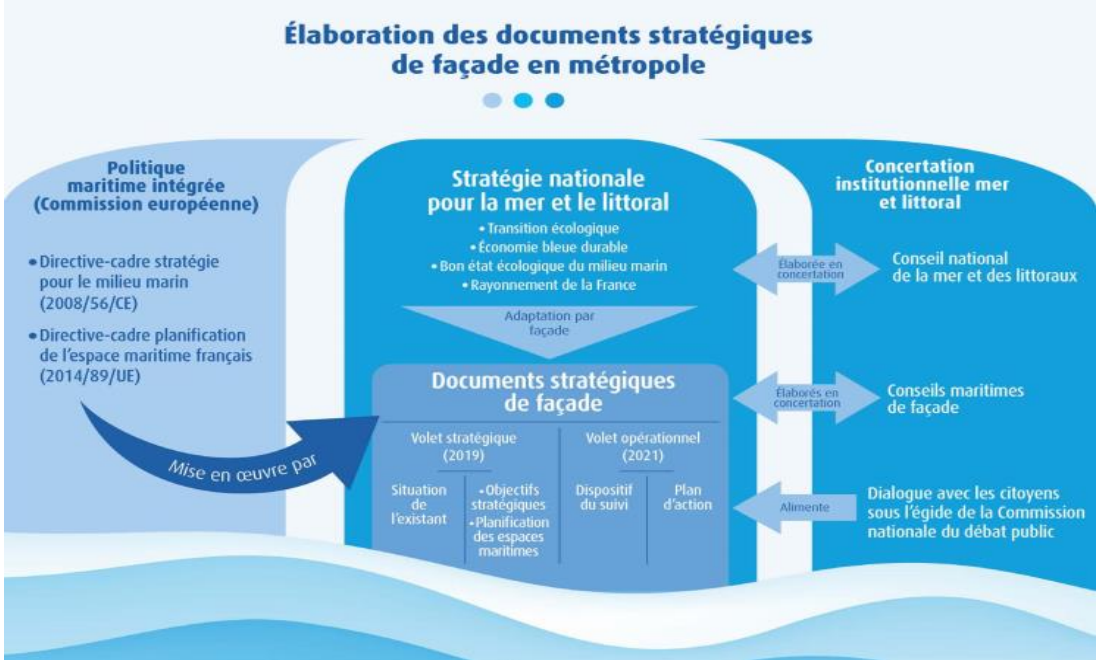 Élaboration des documents stratégiques
de façade en métropole
Politique
maritime intégrée
(Commission européenne)
• Directive-cadre stratégie
pour le milieu marin
(2008/56/CE)
• Directive-cadre planification
de l'espace maritime français
(2014/89/UE)
Mise en œuvre par
Stratégie nationale
pour la mer et le littoral
• Transition écologique
• Économie bleue durable
• Bon état écologique du milieu marin
• Rayonnement de la France
Adaptation par
façade
Documents stratégiques
de façade
Volet stratégique
(2019)
Situation
de
l'existant
• Objectifs
stratégiques
• Planification
des espaces
maritimes
Volet opérationnel
(2021)
Dispositif
du suivi
Plan
d'action
Concertation
institutionnelle mer
et littoral
Élaborée en
concertation
Conseil national
de la mer et des littoraux
Élaborés en
concertation
Conseils maritimes
de façade
Alimente
Dialogue avec les citoyens
sous l'égide de la Commission
nationale du débat public